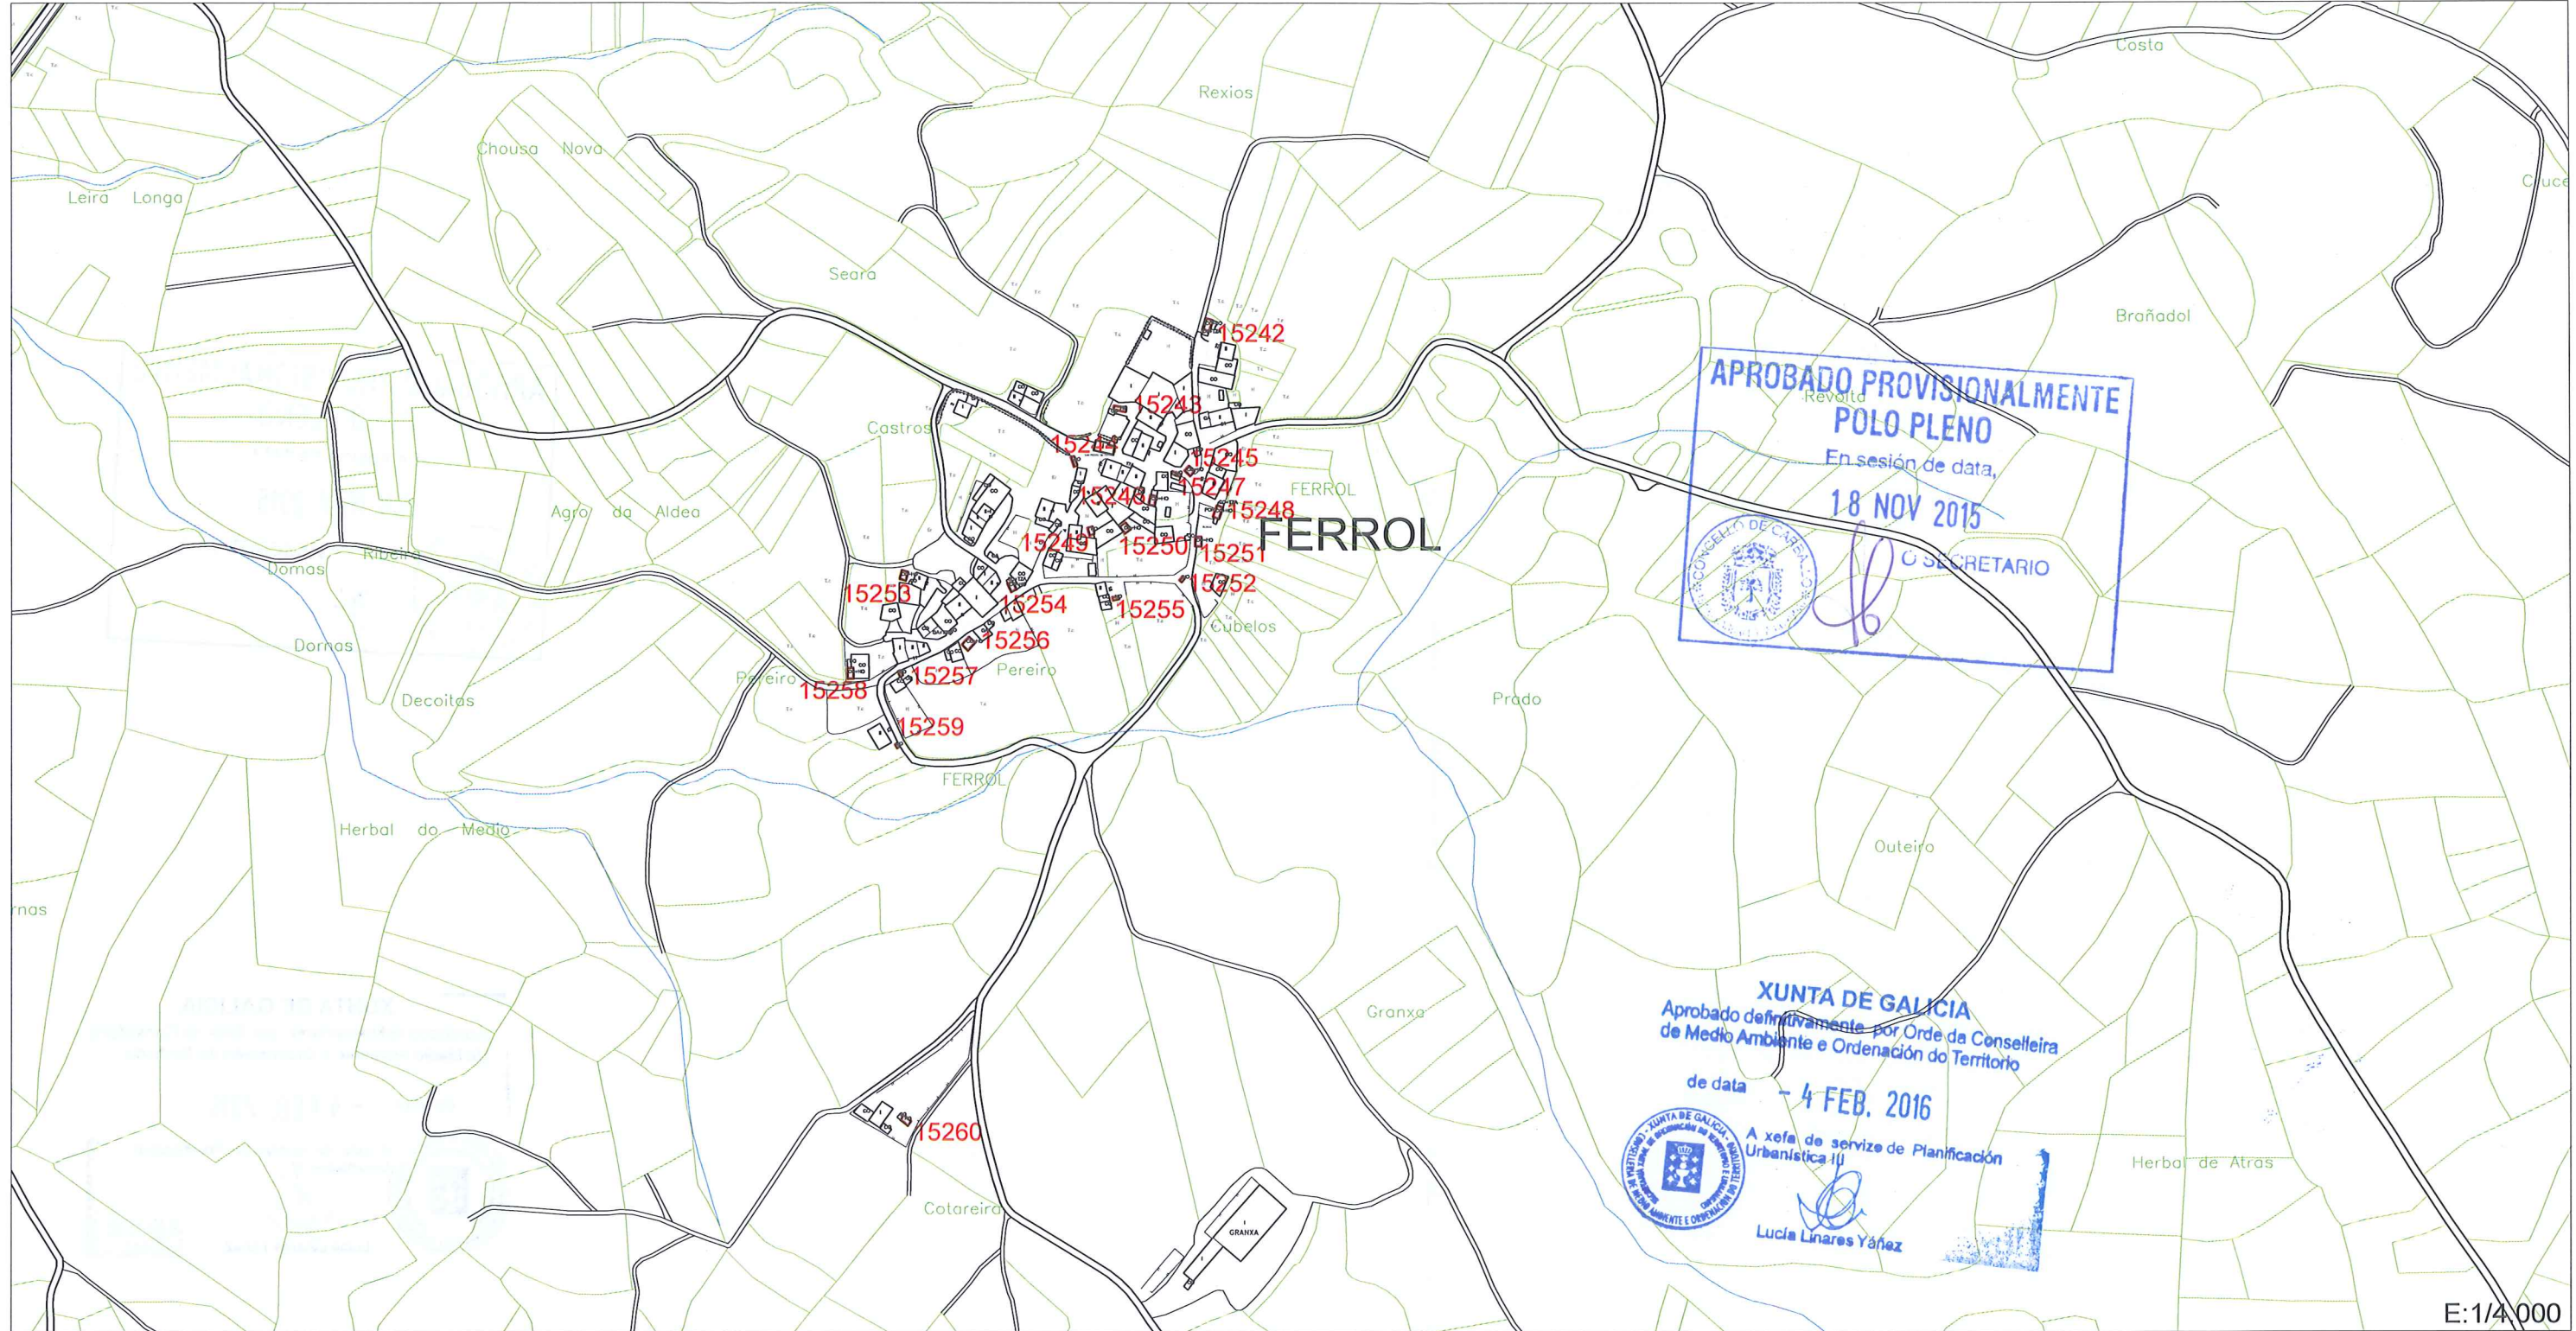 Costa
Rexios
Chousa Nova
Leira Longa
Seara
Brañadol
15242
15243
Castros
15245
15247
FERROL
15248
FERROL
Agro da Aldea
15249
15250
15251
Ribeira
Domas
15252
15253
15254
15255
Cubelos
Dornas
15256
Pereiro
15257
Pereiro
15258
Decoitas
Prado
15259
FERROL
Herbal do Medio
Outeiro
rnas
Granxa
15260
Cotareira
GRANXA
Herbal de Atras
APROBADO PROVISIONALMENTE
Revolta
POLO PLENO
En sesión de data,
18 NOV 2015
O SECRETARIO
XUNTA DE GALICIA
Aprobado definitivamente por Orde da Conselleira
de Medio Ambiente e Ordenación do Territorio
de data - 4 FEB. 2016
A xefa de servizo de Planificación
Urbanística III
Lucía Linares Yáñez
E:1/4.000